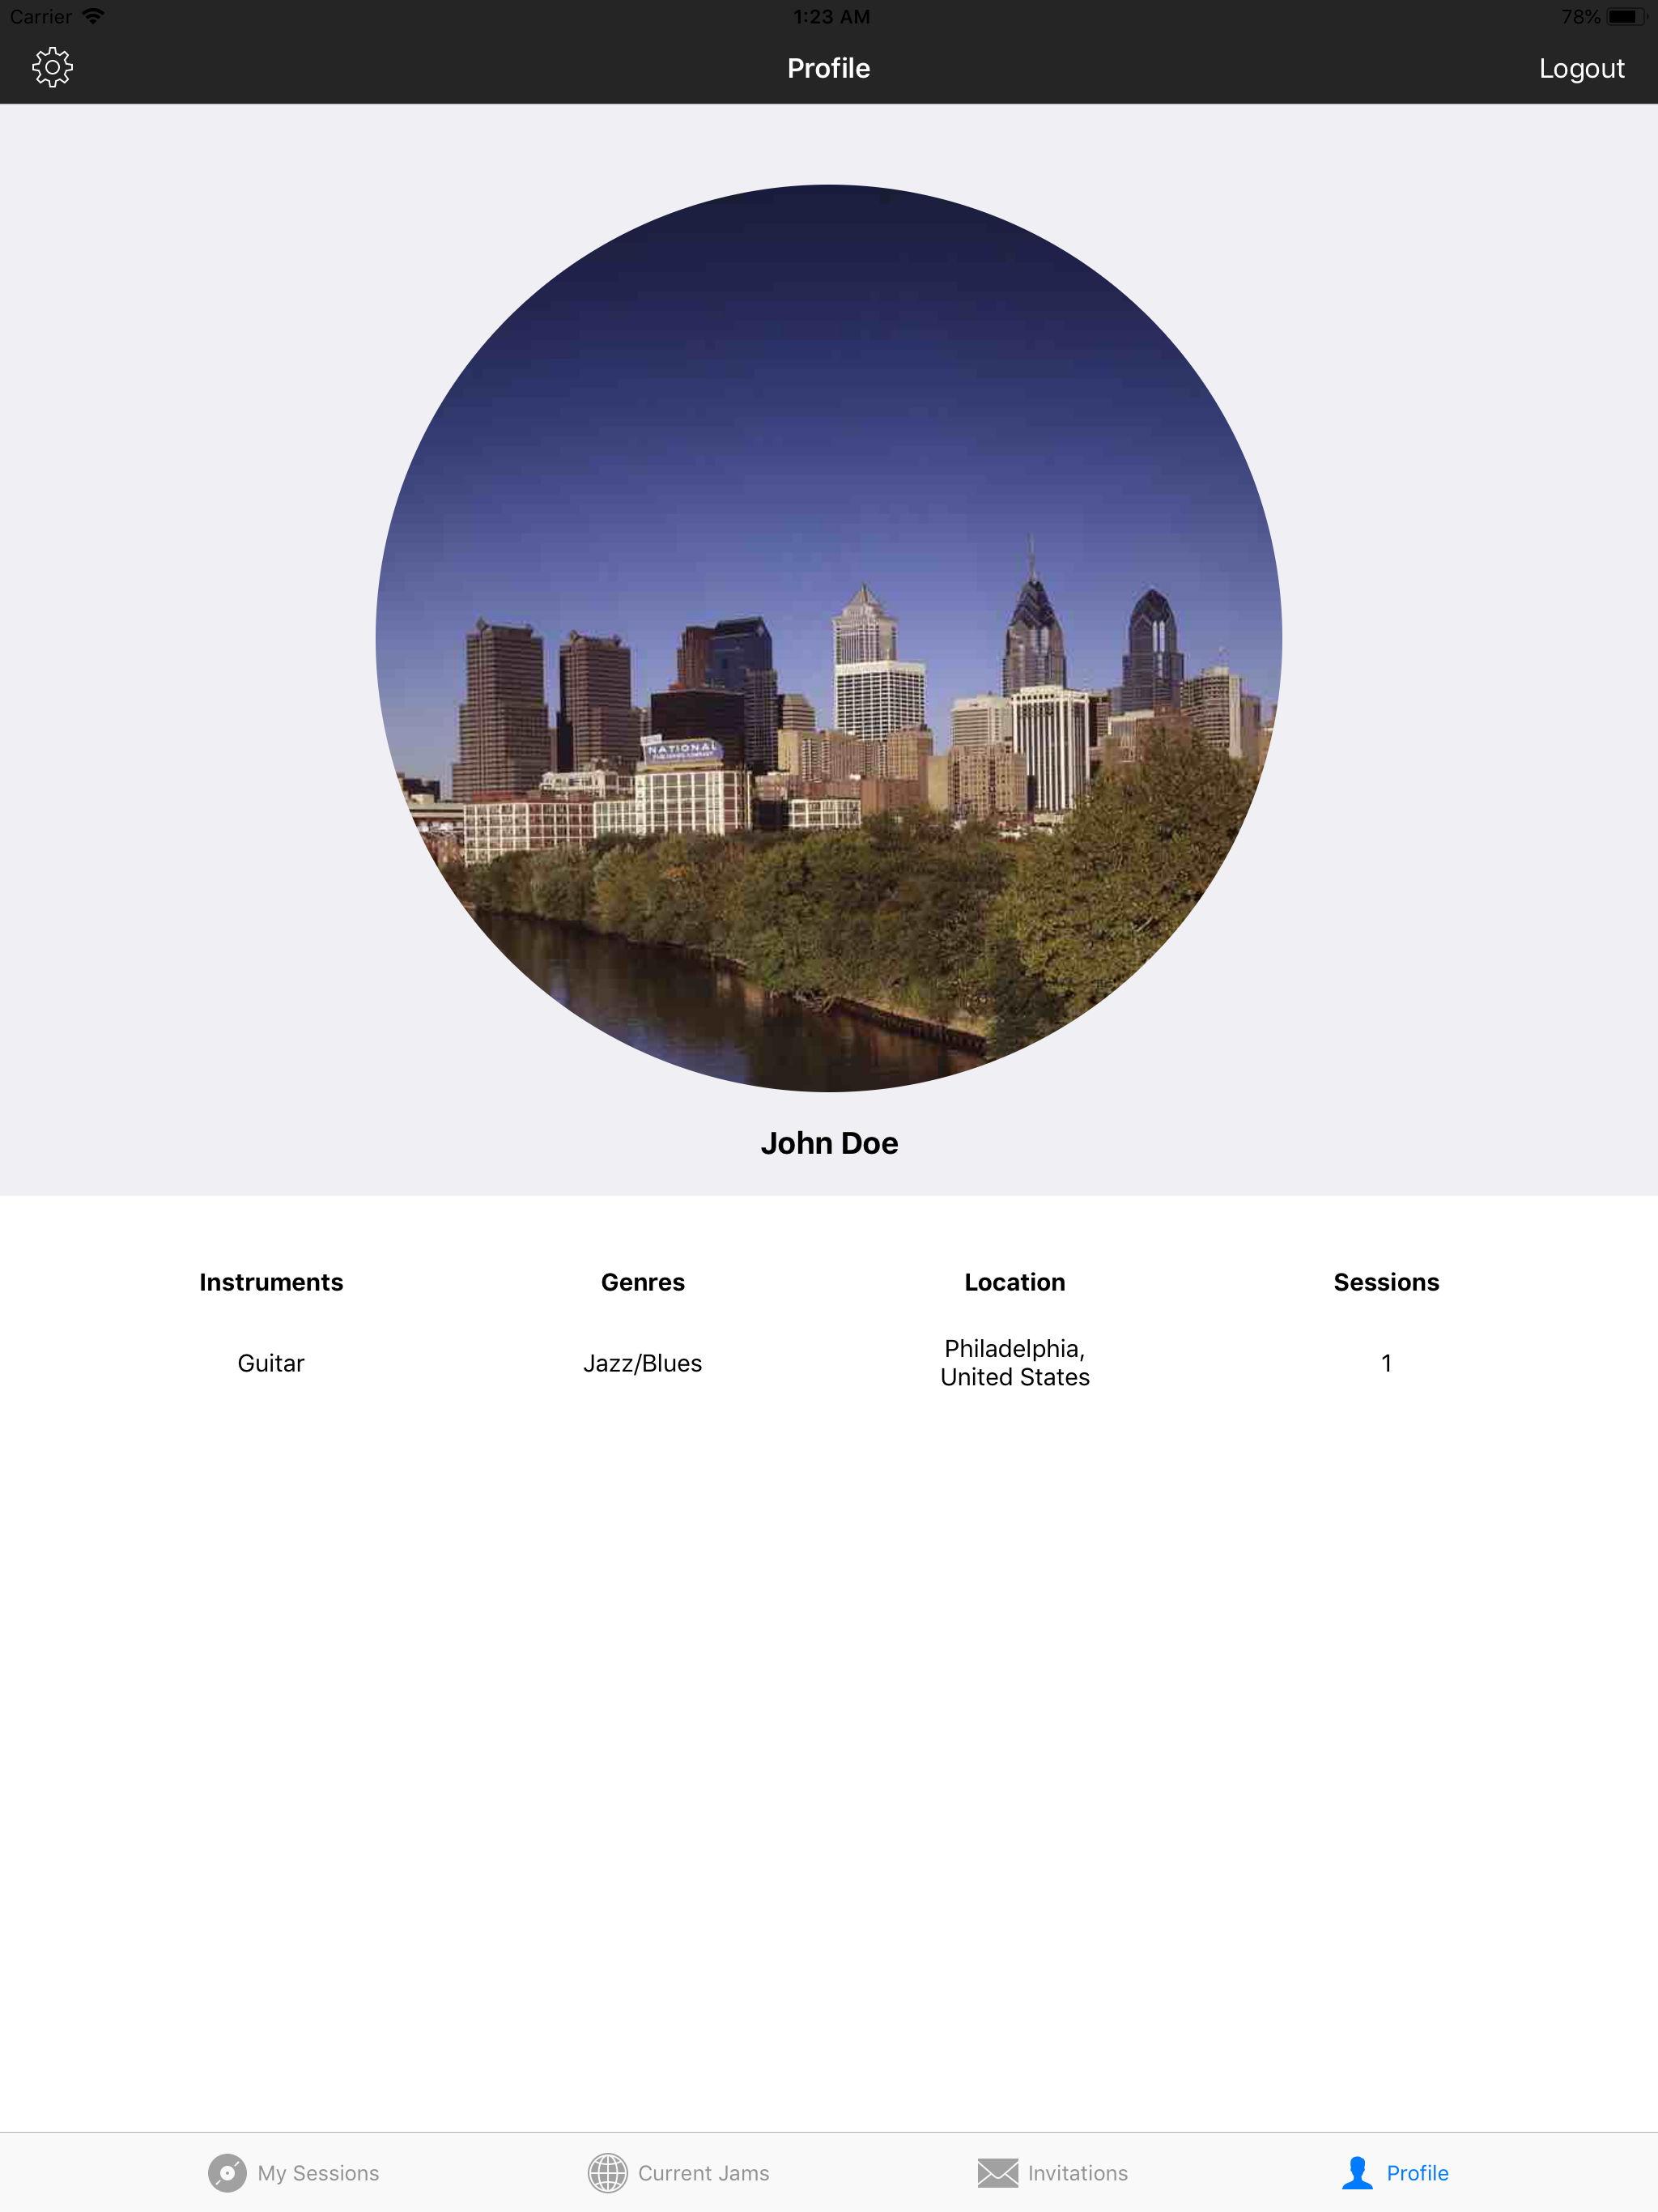 Carrier 1:23 AM 78%
Profile
Logout
NATIONAL
John Doe
Instruments Genres Location Sessions
Guitar Jazz/Blues Philadelphia, 1
United States
My Sessions Current Jams Invitations Profile